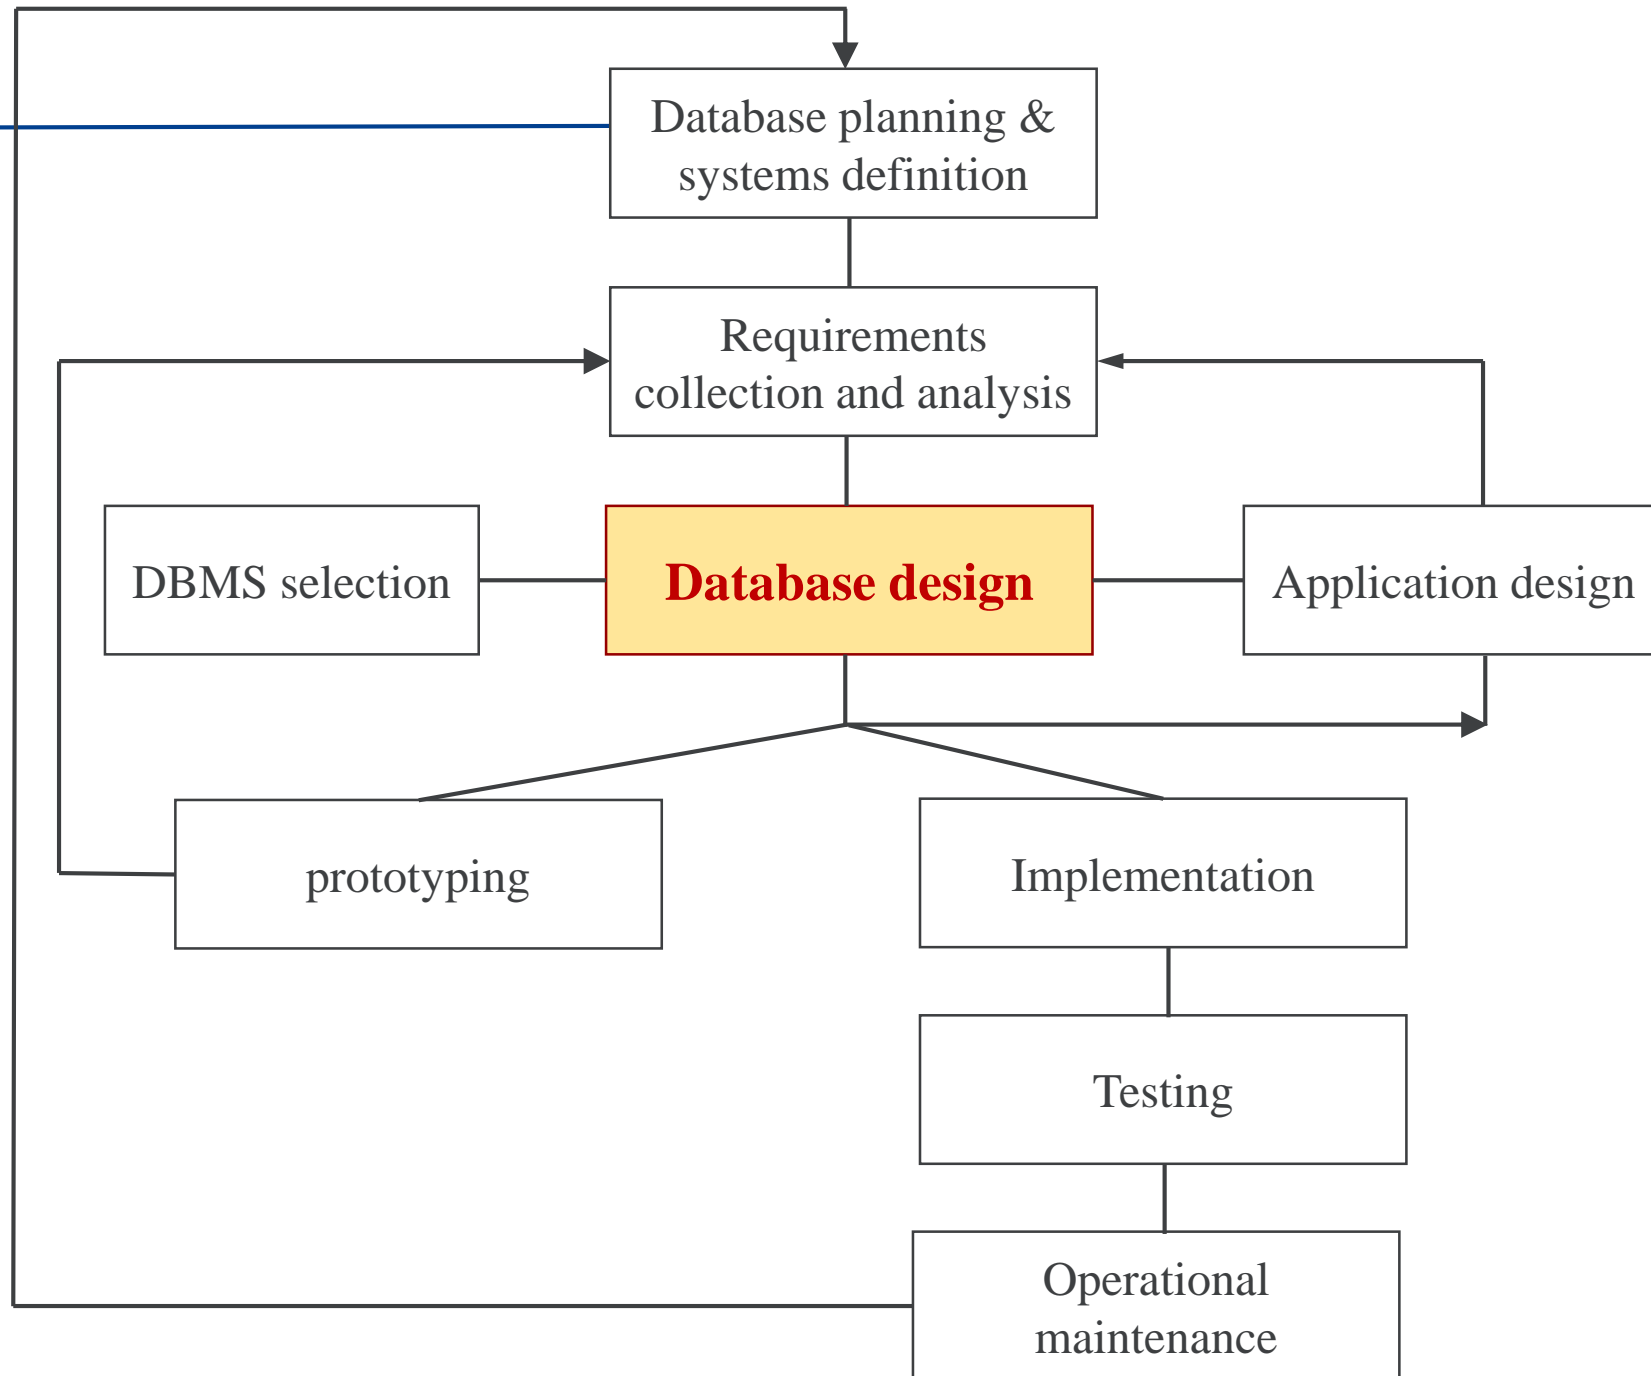 Database planning &
systems definition
Requirements
collection and analysis
DBMS selection
Database design
Application design
prototyping
Implementation
Testing
Operational
maintenance